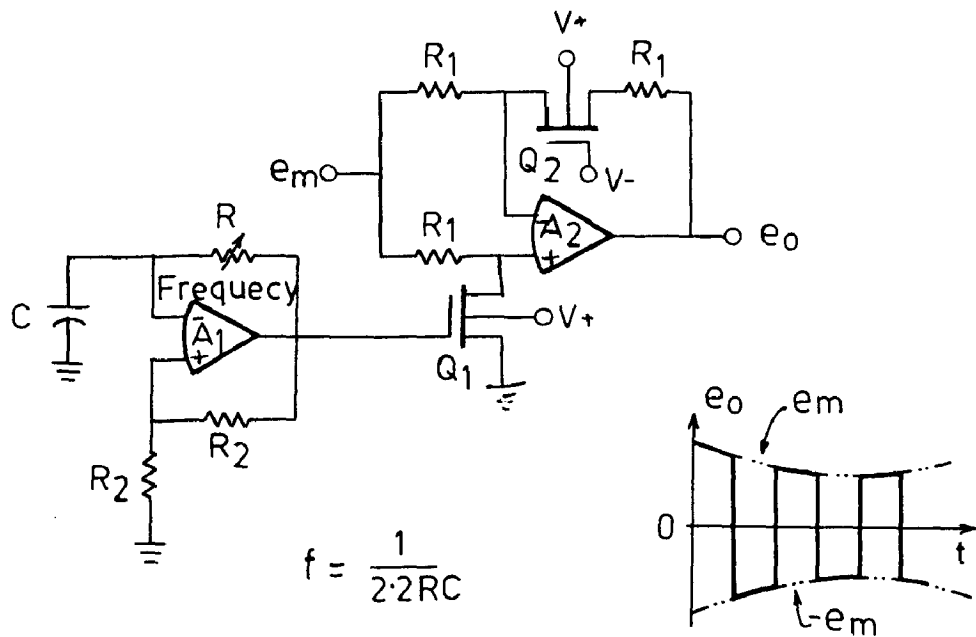 V+
R1
R1
Q2
V-
em
R1
A2
-
+
eo
R
Frequecy
C
-
A1
+
V+
Q1
R2
R2
f = 1/2·2RC
eo
em
0
t
-em